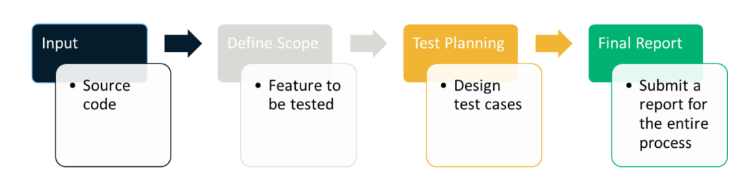 Input
• Source
code
Define Scope
• Feature to
be tested
Test Planning
• Design
test cases
Final Report
• Submit a
report for
the entire
process